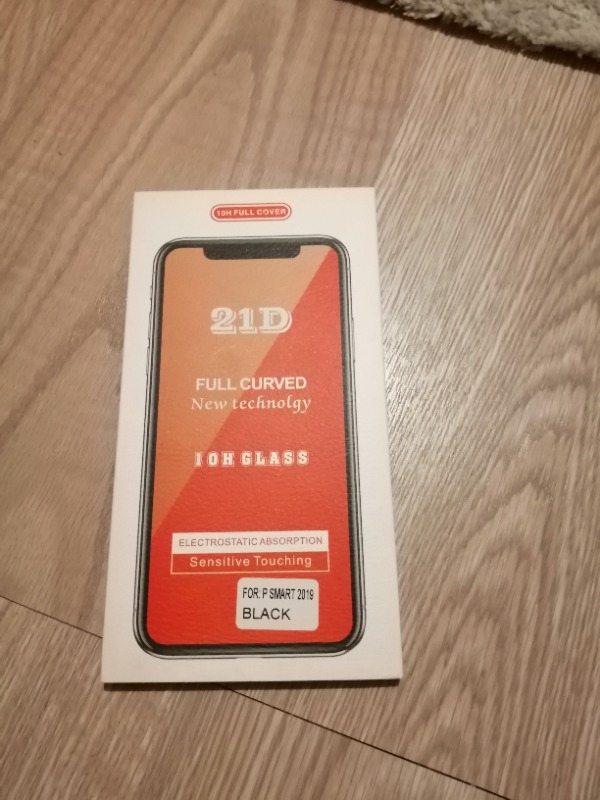 10H FULL COVER
21D
FULL CURVED
New technolgy
10H GLASS
ELECTROSTATIC ABSORPTION
Sensitive Touching
FOR: P SMART 2019
BLACK